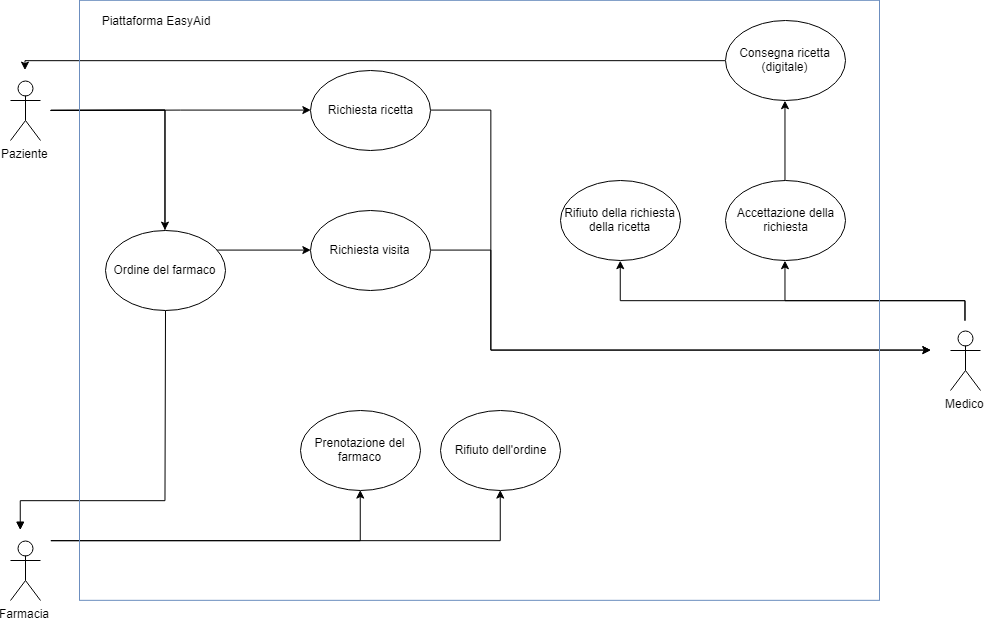 Piattaforma EasyAid
Consegna ricetta
(digitale)
Richiesta ricetta
Paziente
Rifiuto della richiesta
della ricetta
Accettazione della
richiesta
Richiesta visita
Ordine del farmaco
Medico
Prenotazione del
farmaco
Rifiuto dell'ordine
Farmacia